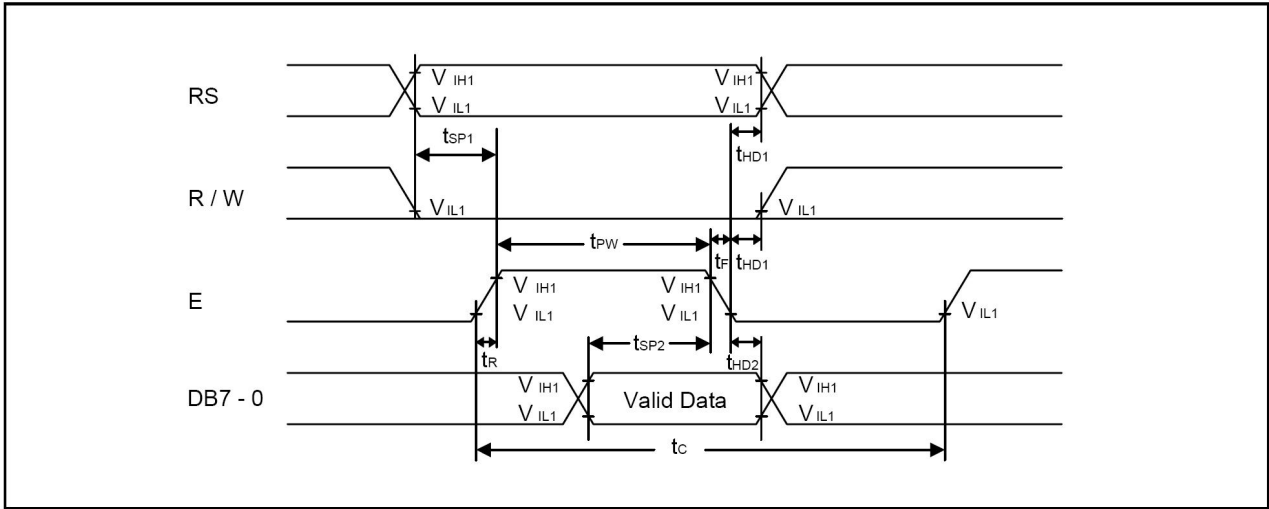 RS
V IH1
V IH1
V IL1
V IL1
tSP1
tHD1
R / W
V IL1
V IL1
tPW
tF
tHD1
E
V IH1
V IH1
V IL1
V IL1
V IL1
tR
tSP2
tHD2
DB7 - 0
V IH1
Valid Data
V IH1
V IL1
V IL1
tC